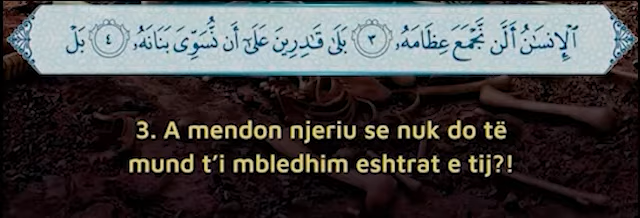 ٱلْإِنسَـٰنُ أَلَّن نَّجْمَعَ عِظَامَهُۥ ٣ بَلَىٰ قَـٰدِرِينَ عَلَىٰٓ أَن نُّسَوِّىَ بَنَانَهُۥ ٤ بَلْ
3. A mendon njeriu se nuk do të
mund t’i mbledhim eshtrat e tij?!